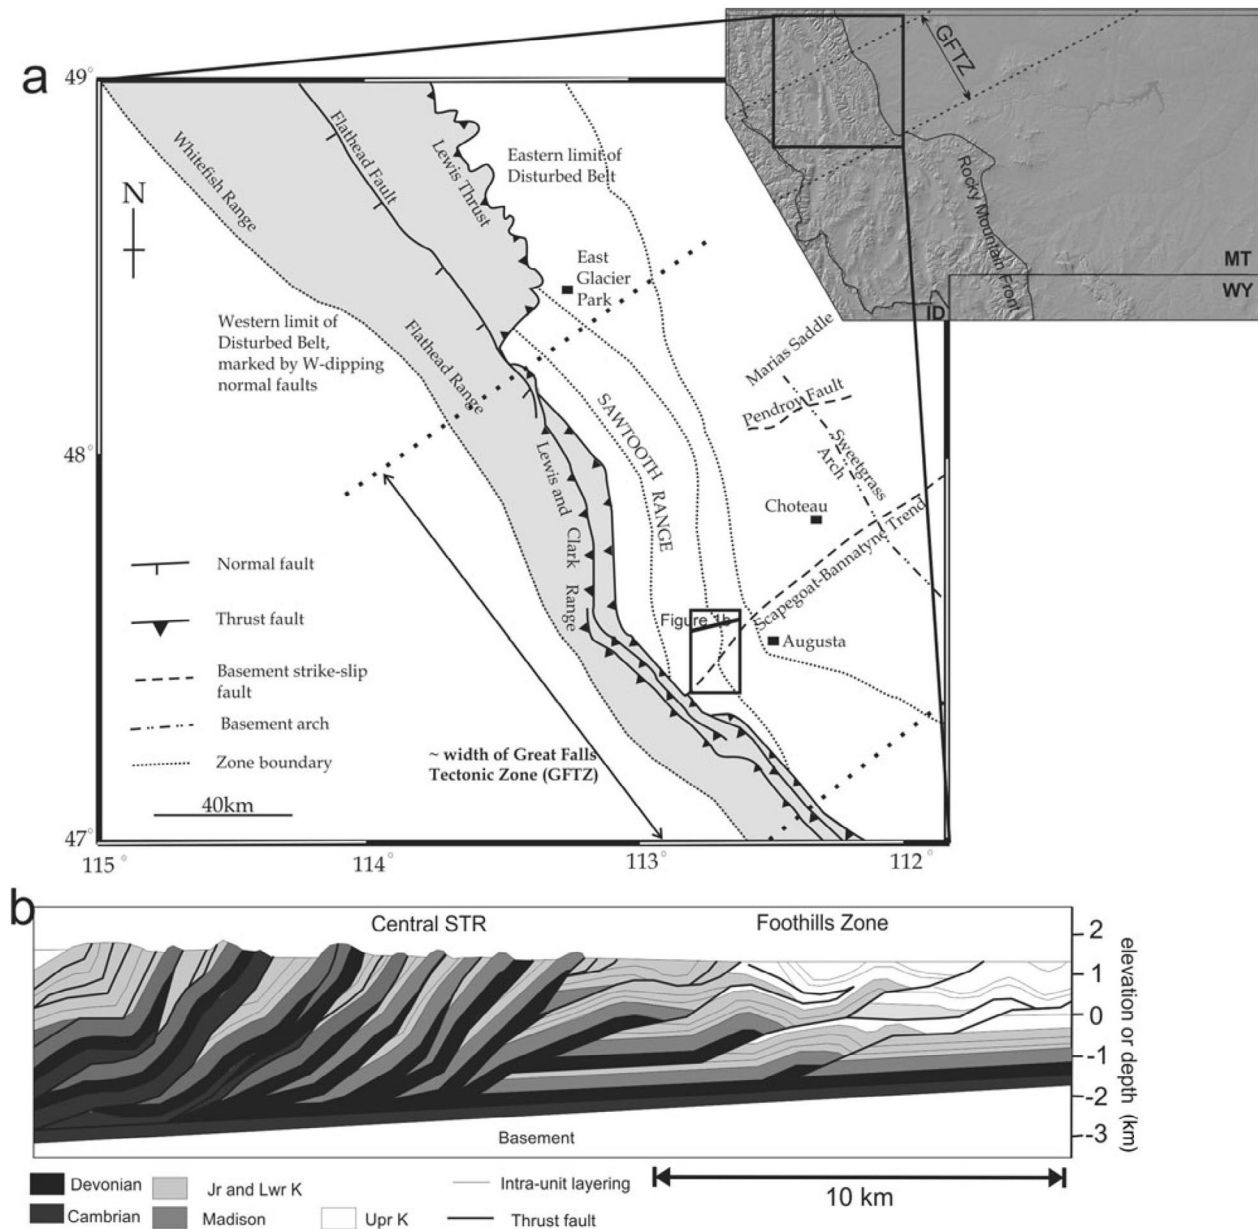 a
GFTZ
Rocky Mountain Front
MT
WY
ID
49°
48°
47°
115°
114°
113°
112°
N
Whitefish Range
Flathead Fault
Lewis Thrust
Eastern limit of
Disturbed Belt
East
Glacier
Park
Western limit of
Disturbed Belt,
marked by W-dipping
normal faults
Flathead Range
Marias Saddle
Pendroy Fault
SAWTOOTH RANGE
Sweetgrass
Arch
Lewis and
Clark Range
Choteau
Scapegoat-Bannatyne Trend
Figure 1b
Augusta
Normal fault
Thrust fault
Basement strike-slip
fault
Basement arch
Zone boundary
40km
~ width of Great Falls
Tectonic Zone (GFTZ)
b
Central STR
Foothills Zone
2
1
0
-1
-2
-3
elevation or depth (km)
Basement
Devonian
Jr and Lwr K
Intra-unit layering
Cambrian
Madison
Upr K
Thrust fault
10 km